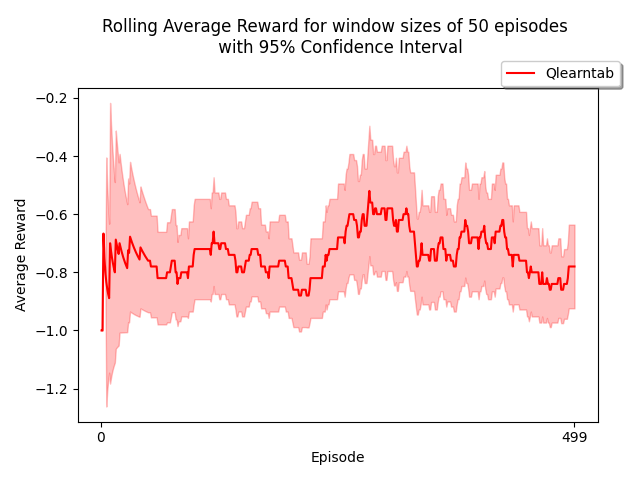 Rolling Average Reward for window sizes of 50 episodes
with 95% Confidence Interval
Qlearntab
−0.2
−0.4
−0.6
−0.8
−1.0
−1.2
Average Reward
0
499
Episode